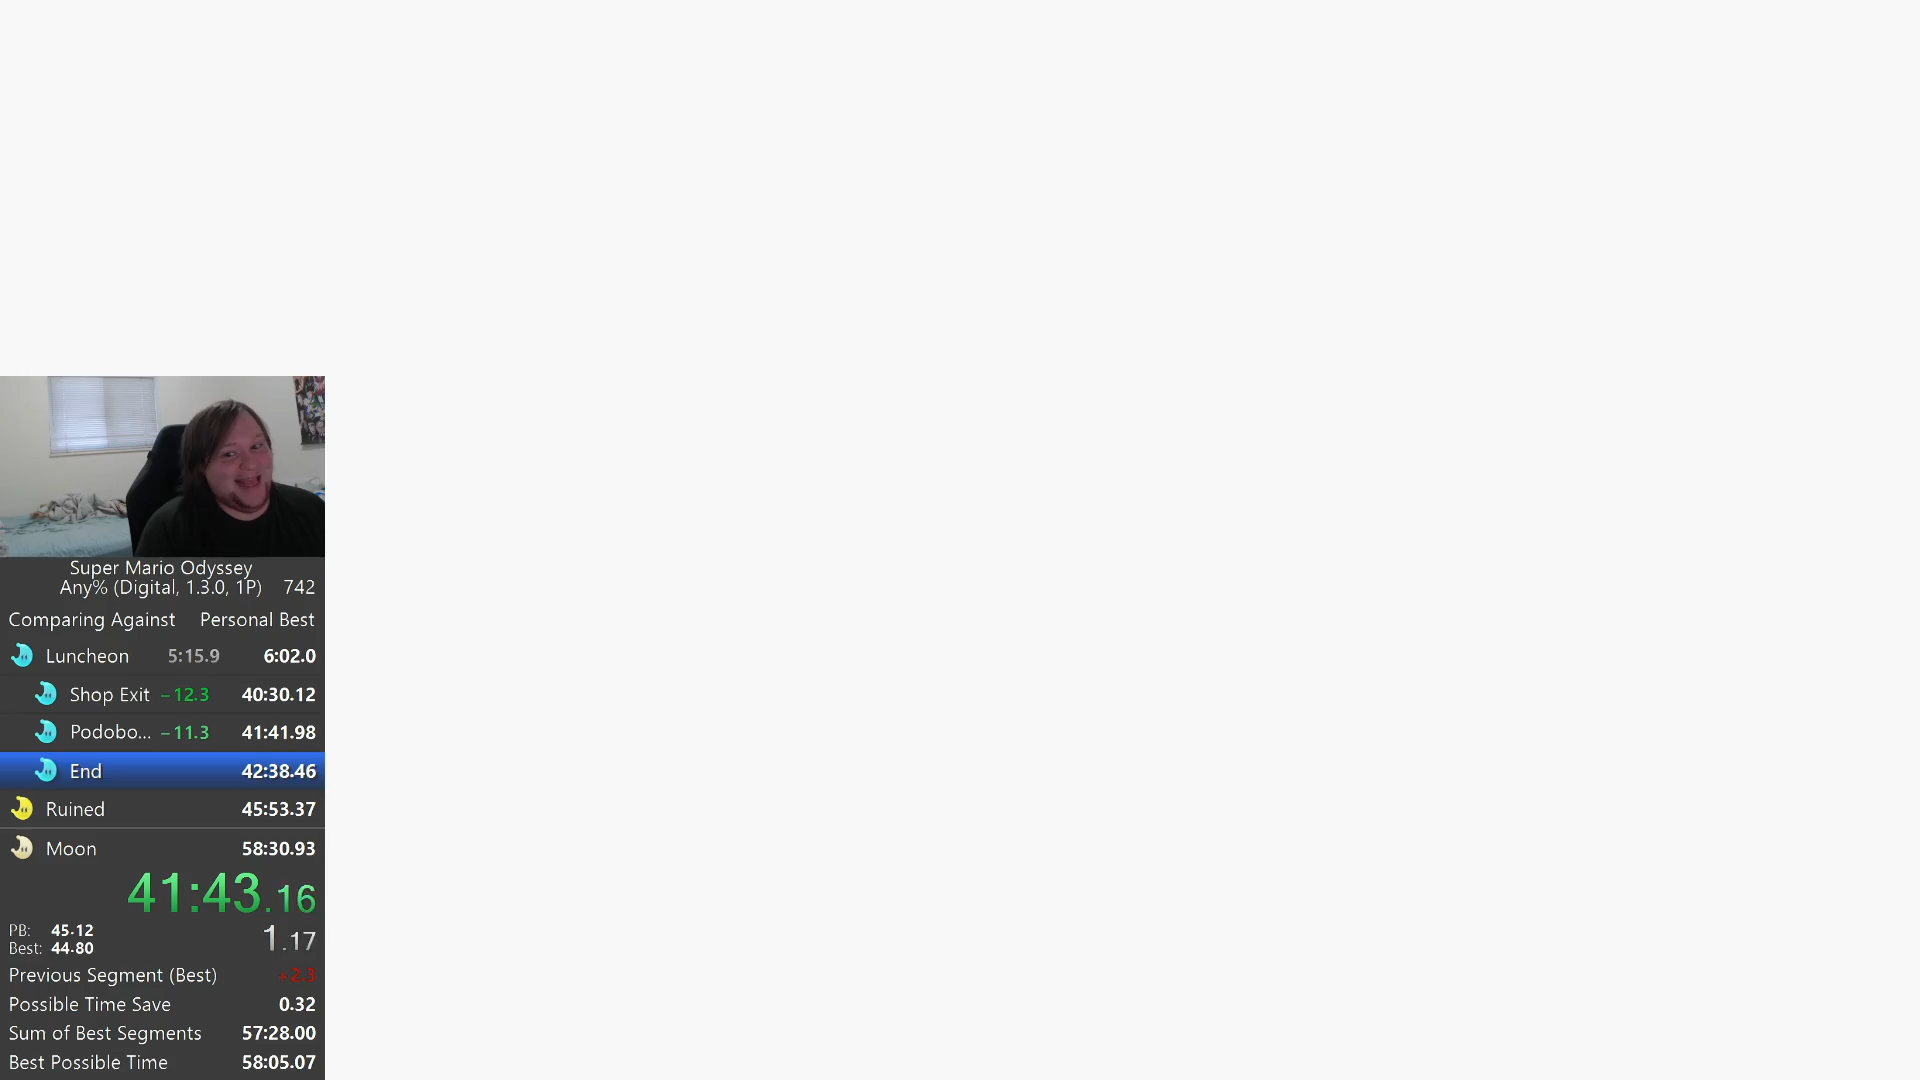 Super Mario Odyssey
Any% (Digital, 1.3.0, 1P) 742
Comparing Against Personal Best
Luncheon 5:15.9 6:02.0
Shop Exit −12.3 40:30.12
Podobo... −11.3 41:41.98
End 42:38.46
Ruined 45:53.37
Moon 58:30.93
41:43.16
PB: 45.12
1.17
Best: 44.80
Previous Segment (Best) +2.3
Possible Time Save 0.32
Sum of Best Segments 57:28.00
Best Possible Time 58:05.07